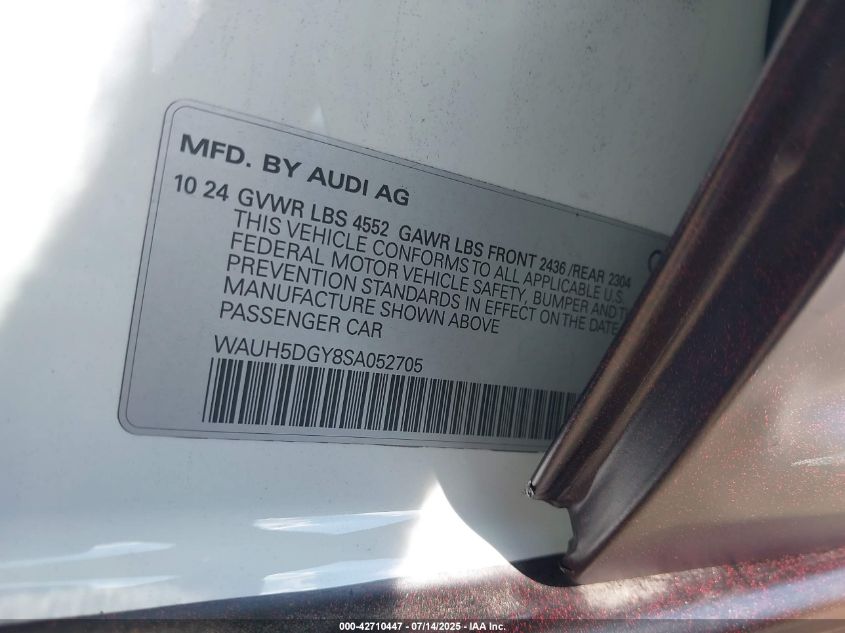 MFD. BY AUDI AG
10 24 GVWR LBS 4552 GAWR LBS FRONT 2436 /REAR 2304
THIS VEHICLE CONFORMS TO ALL APPLICABLE U.S.
FEDERAL MOTOR VEHICLE SAFETY, BUMPER AND
PREVENTION STANDARDS IN EFFECT ON THE DATE
MANUFACTURE SHOWN ABOVE
PASSENGER CAR
WAUH5DGY8SA052705
000-42710447 - 07/14/2025 - IAA Inc.